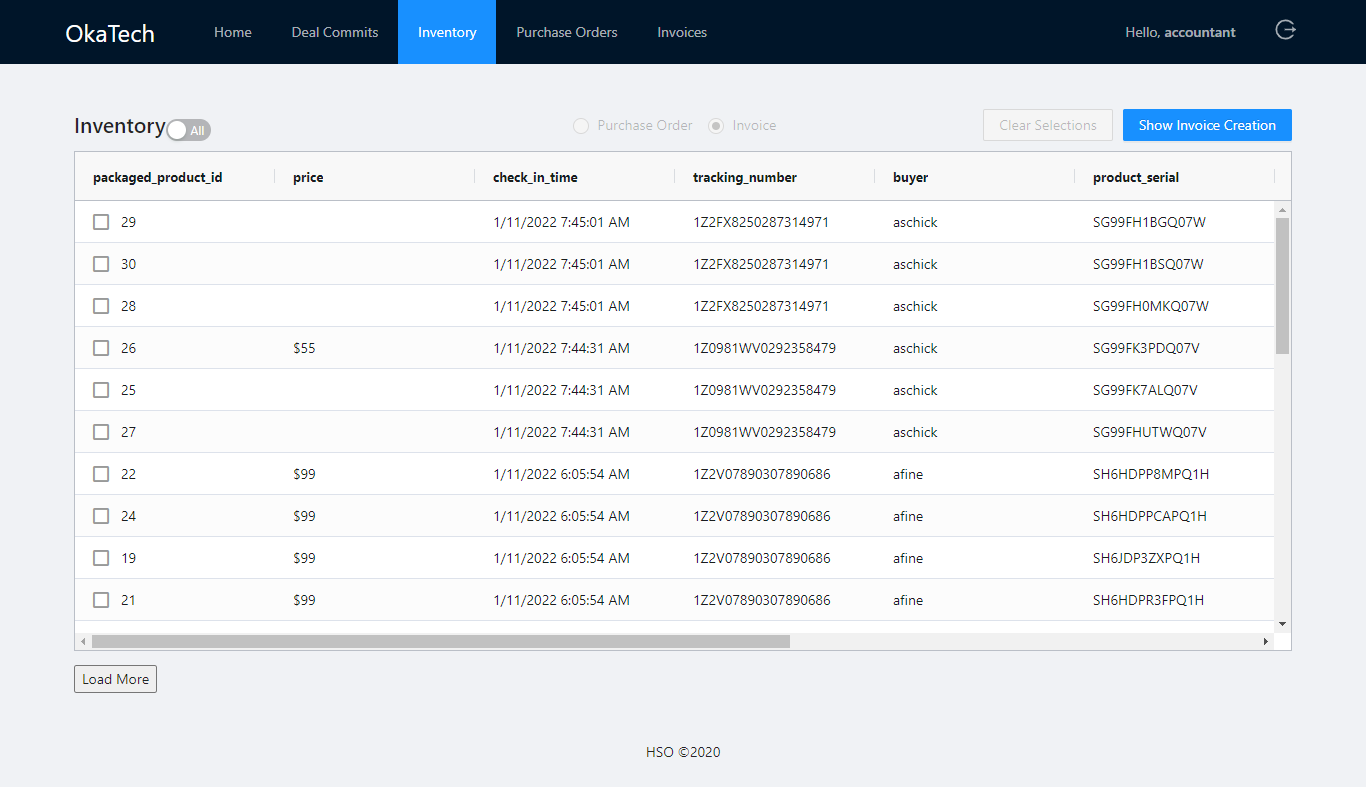 OkaTech Home Deal Commits Inventory Purchase Orders Invoices Hello, accountant
Inventory All Purchase Order Invoice Clear Selections Show Invoice Creation
packaged_product_id price check_in_time tracking_number buyer product_serial
29 1/11/2022 7:45:01 AM 1Z2FX8250287314971 aschick SG99FH1BGQ07W
30 1/11/2022 7:45:01 AM 1Z2FX8250287314971 aschick SG99FH1BSQ07W
28 1/11/2022 7:45:01 AM 1Z2FX8250287314971 aschick SG99FH0MKQ07W
26 $55 1/11/2022 7:44:31 AM 1Z0981WV0292358479 aschick SG99FK3PDQ07V
25 1/11/2022 7:44:31 AM 1Z0981WV0292358479 aschick SG99FK7ALQ07V
27 1/11/2022 7:44:31 AM 1Z0981WV0292358479 aschick SG99FHUTWQ07V
22 $99 1/11/2022 6:05:54 AM 1Z2V07890307890686 afine SH6HDPP8MPQ1H
24 $99 1/11/2022 6:05:54 AM 1Z2V07890307890686 afine SH6HDPPCAPQ1H
19 $99 1/11/2022 6:05:54 AM 1Z2V07890307890686 afine SH6JDP3ZXPQ1H
21 $99 1/11/2022 6:05:54 AM 1Z2V07890307890686 afine SH6HDPR3FPQ1H
Load More
HSO ©2020